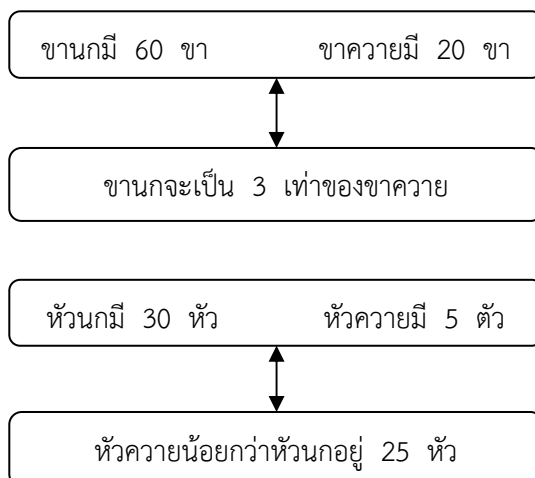 ขานกมี 60 ขา ขาควายมี 20 ขา
ขานกจะเป็น 3 เท่าของขาควาย
หัวนกมี 30 หัว หัวควายมี 5 ตัว
หัวควายน้อยกว่าหัวนกอยู่ 25 หัว